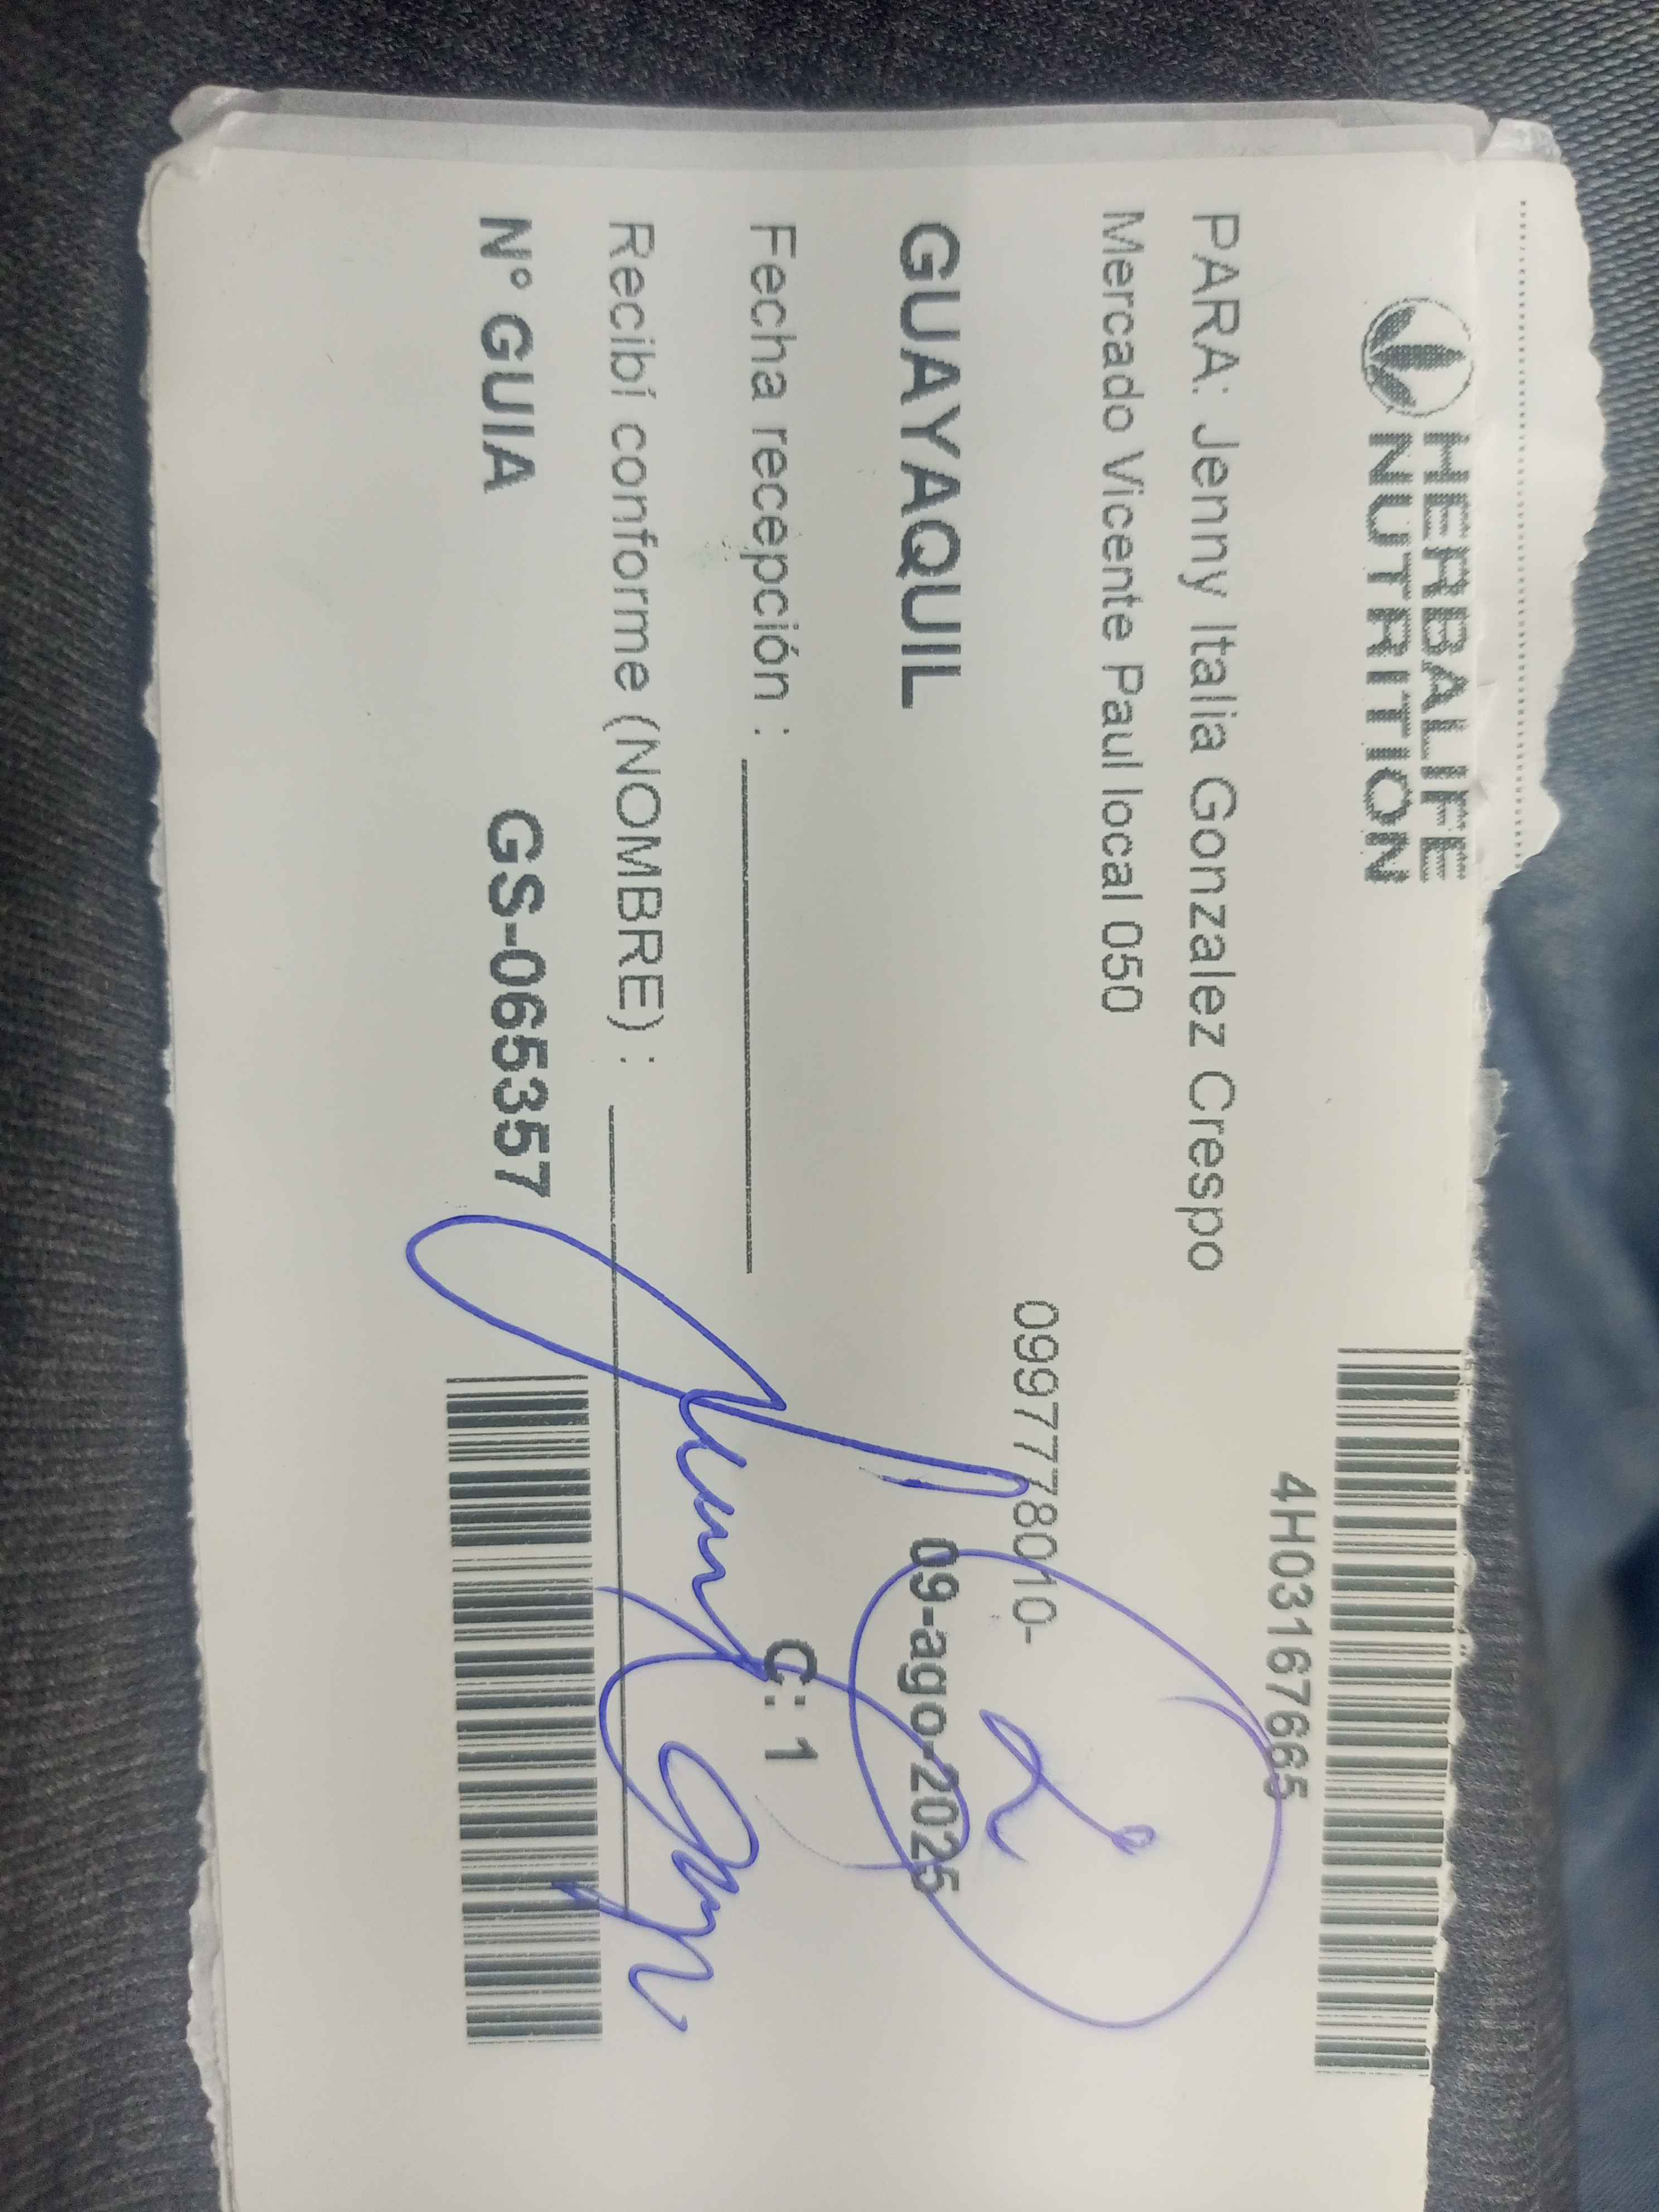 HERBALIFE
NUTRITION
4H03167665
PARA: Jenny Italia Gonzalez Crespo
Mercado Vicente Paul local 050
0997778010-
GUAYAQUIL
09-ago-2025
Fecha recepción :
C: 1
Recibí conforme (NOMBRE) :
N° GUIA GS-065357